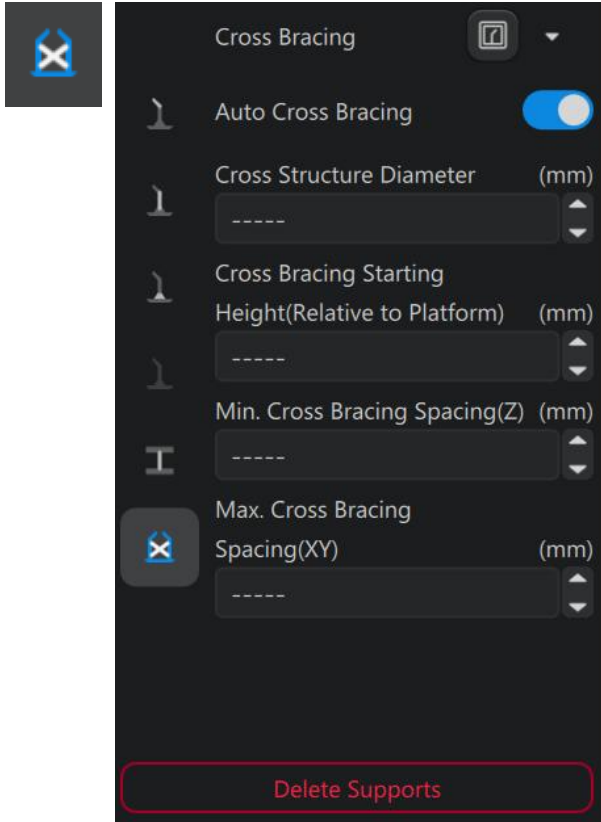 Cross Bracing
Auto Cross Bracing
Cross Structure Diameter (mm)
-----
Cross Bracing Starting
Height(Relative to Platform) (mm)
-----
Min. Cross Bracing Spacing(Z) (mm)
-----
Max. Cross Bracing
Spacing(XY) (mm)
-----
Delete Supports